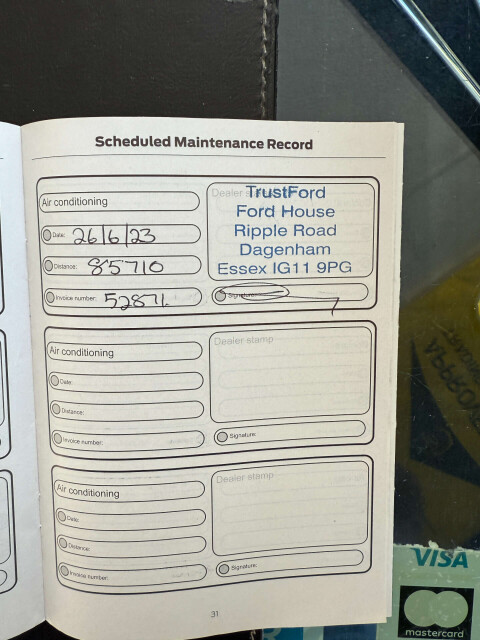 Scheduled Maintenance Record
Air conditioning
Date: 26/6/23
Distance: 85710
Invoice number: 52871.
Dealer stamp
TrustFord
Ford House
Ripple Road
Dagenham
Essex IG11 9PG
Signature:
Air conditioning
Date:
Distance:
Invoice number:
Dealer stamp
Signature:
Air conditioning
Date:
Distance:
Invoice number:
Dealer stamp
Signature:
31
VISA
mastercard